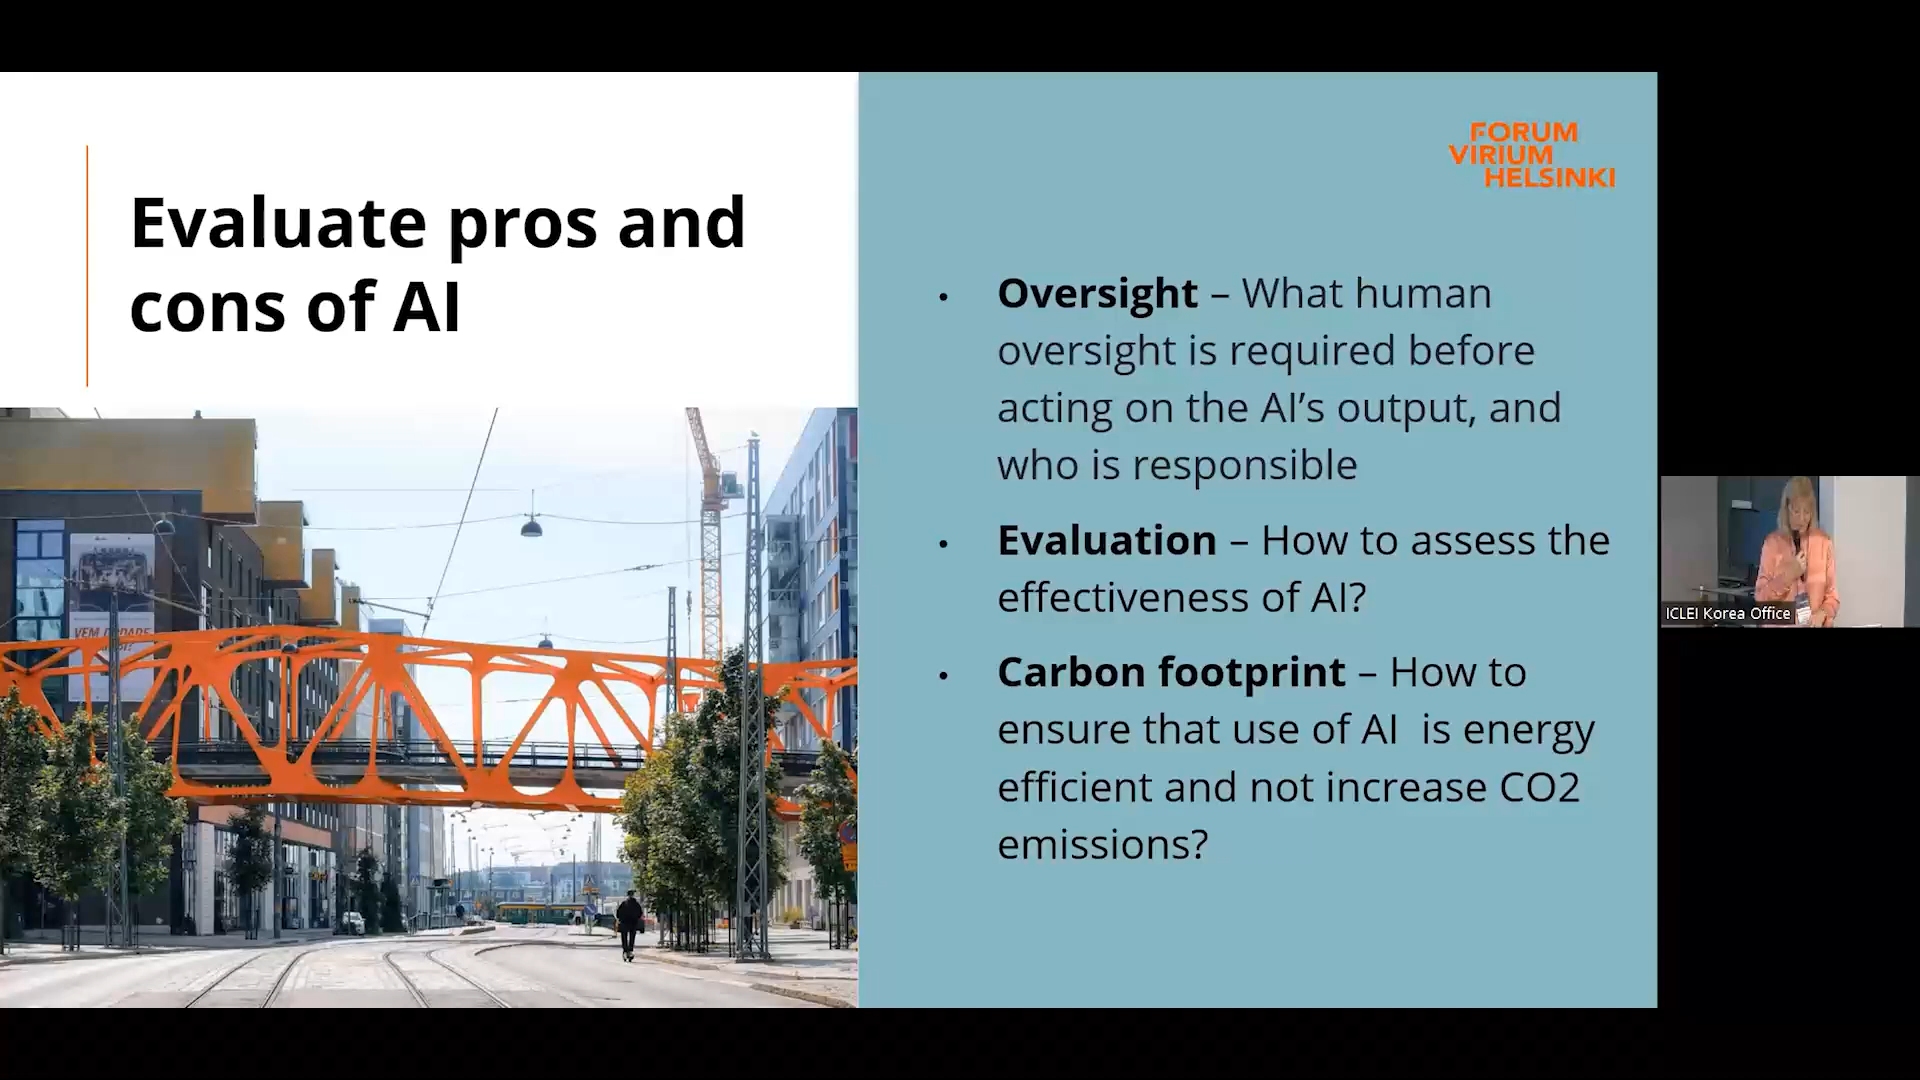 Evaluate pros and
cons of AI
FORUM
VIRIUM
HELSINKI
• Oversight – What human
oversight is required before
acting on the AI’s output, and
who is responsible
• Evaluation – How to assess the
effectiveness of AI?
• Carbon footprint – How to
ensure that use of AI  is energy
efficient and not increase CO2
emissions?
ICLEI Korea Office